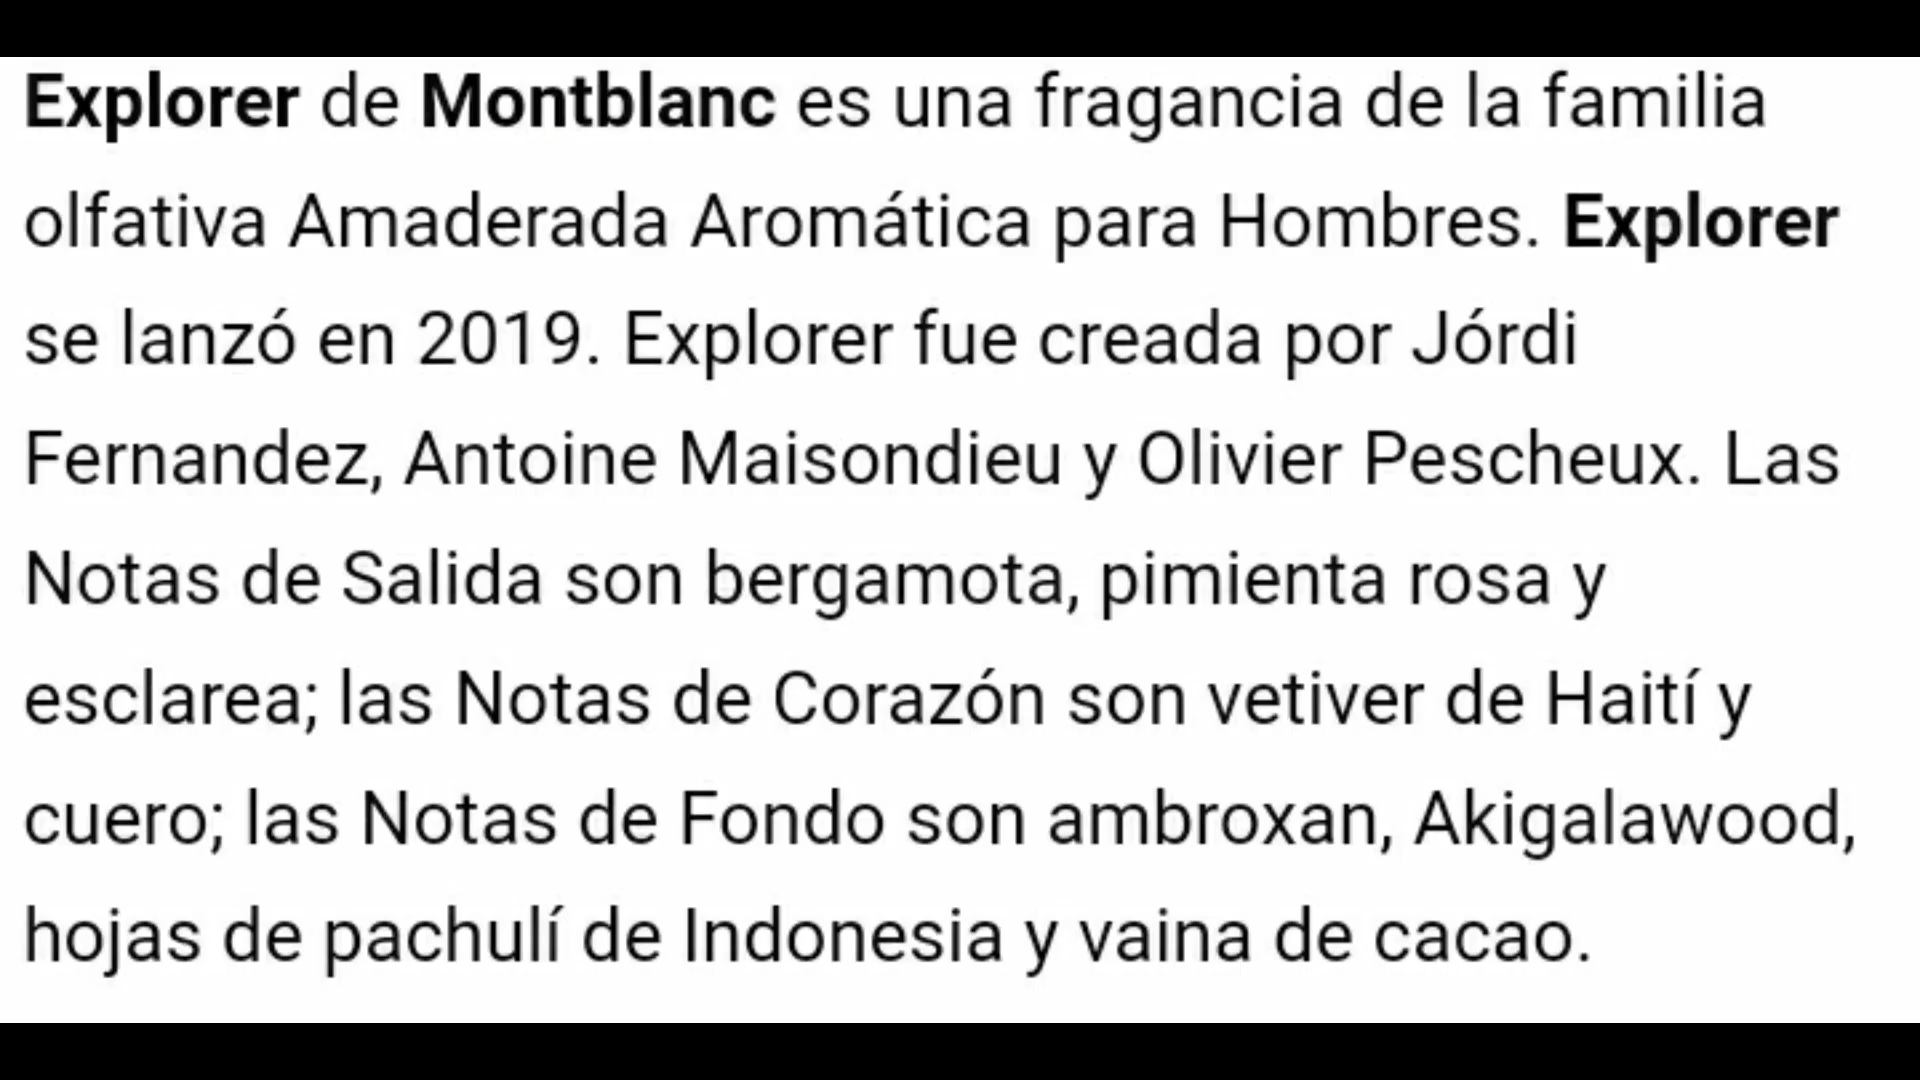 Explorer de Montblanc es una fragancia de la familia
olfativa Amaderada Aromática para Hombres. Explorer
se lanzó en 2019. Explorer fue creada por Jórdi
Fernandez, Antoine Maisondieu y Olivier Pescheux. Las
Notas de Salida son bergamota, pimienta rosa y
esclarea; las Notas de Corazón son vetiver de Haití y
cuero; las Notas de Fondo son ambroxan, Akigalawood,
hojas de pachulí de Indonesia y vaina de cacao.